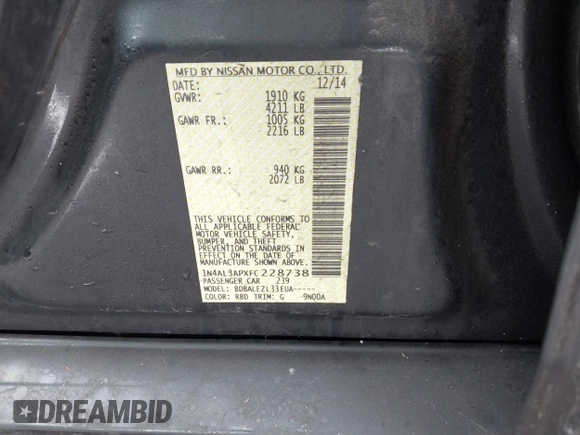 MFD BY NISSAN MOTOR CO., LTD.
DATE: 12/14
GVWR: 1910 KG
4211 LB
GAWR FR.: 1005 KG
2216 LB
GAWR RR.: 940 KG
2072 LB
THIS VEHICLE CONFORMS TO
ALL APPLICABLE FEDERAL
MOTOR VEHICLE SAFETY,
BUMPER, AND THEFT
PREVENTION STANDARDS
IN EFFECT ON THE DATE OF
MANUFACTURE SHOWN ABOVE.
1N4AL3APXFC228738
PASSENGER CAR 239
MODEL: BDBALEZL33EUA-----
COLOR: RBD TRIM: G 9N00A
DREAMBID